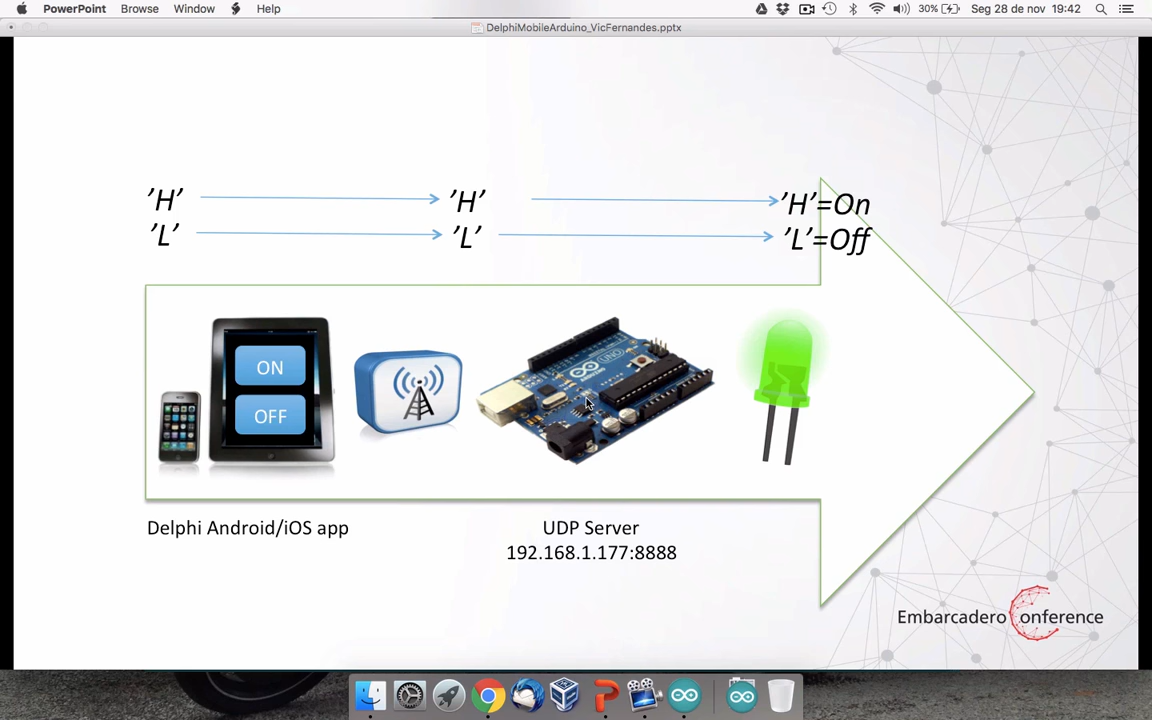 PowerPoint Browse Window Help 30% Seg 28 de nov 19:42
DelphiMobileArduino_VicFernandes.pptx
’H’ ’H’ ’H’=On
’L’ ’L’ ’L’=Off
ON
OFF
UNO
Delphi Android/iOS app
UDP Server
192.168.1.177:8888
Embarcadero Conference